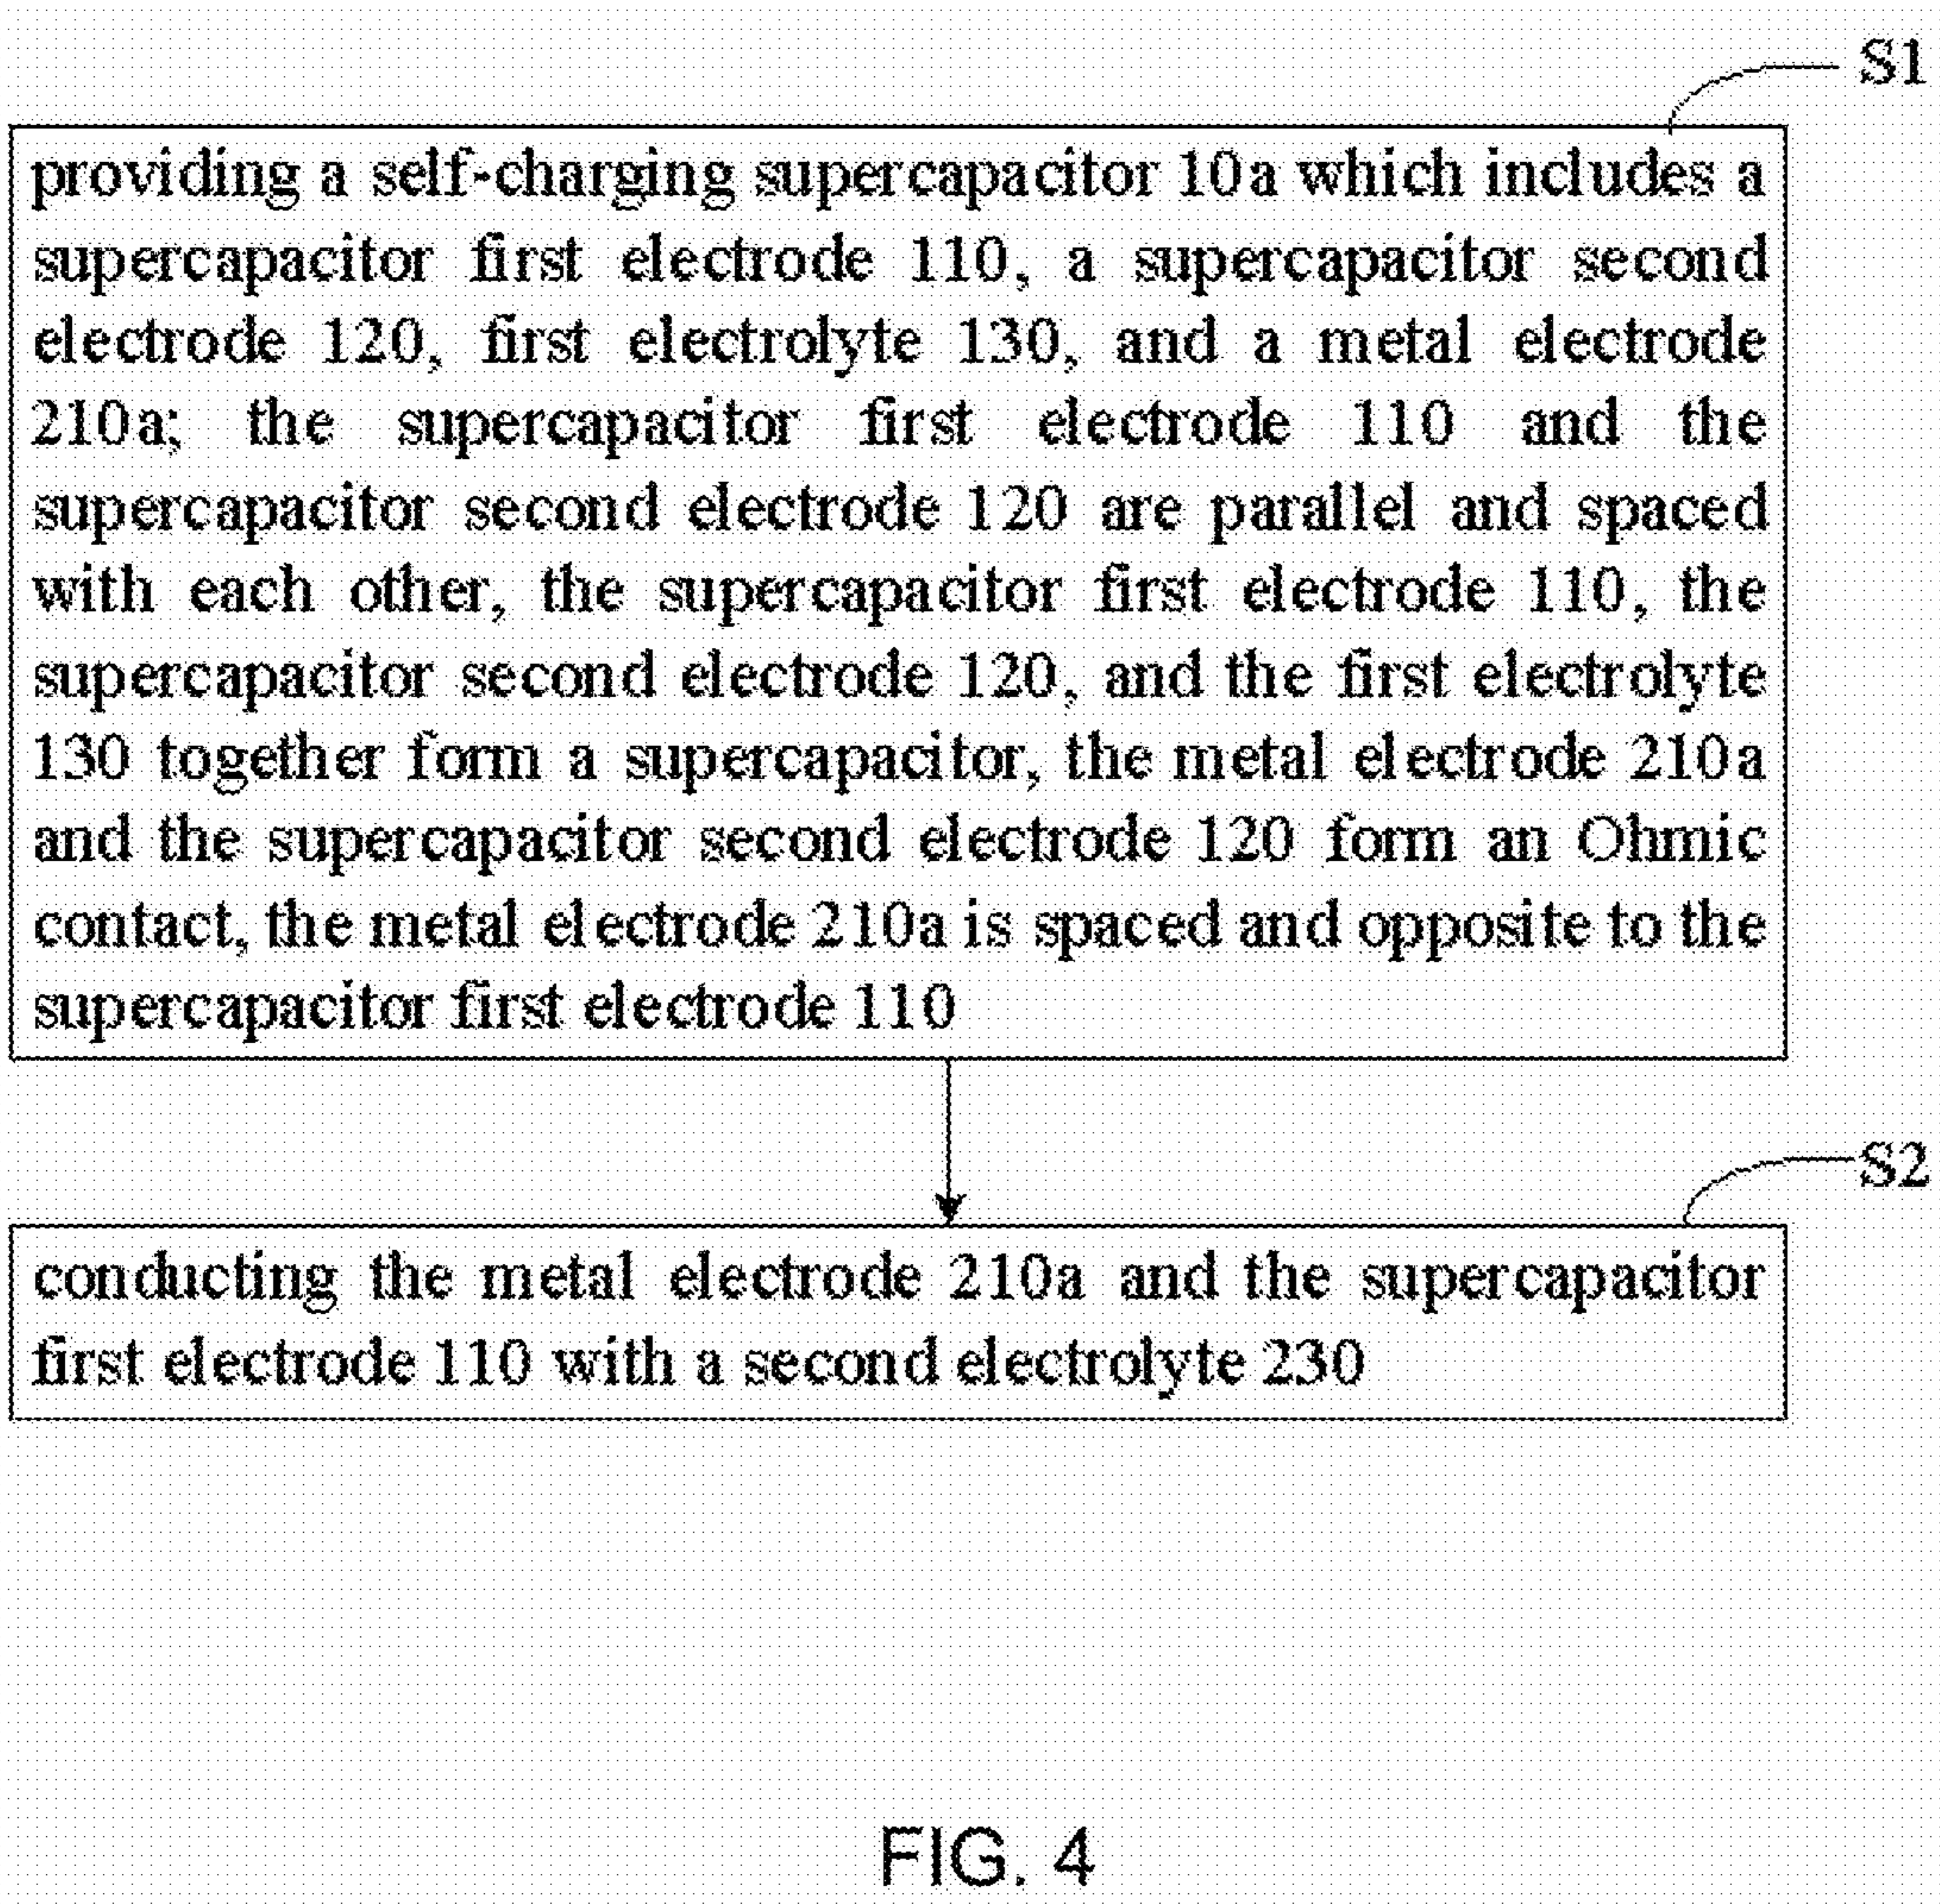 S1
providing a self-charging supercapacitor 10a which includes a
supercapacitor first electrode 110, a supercapacitor second
electrode 120, first electrolyte 130, and a metal electrode
210a; the supercapacitor first electrode 110 and the
supercapacitor second electrode 120 are parallel and spaced
with each other, the supercapacitor first electrode 110, the
supercapacitor second electrode 120, and the first electrolyte
130 together form a supercapacitor, the metal electrode 210a
and the supercapacitor second electrode 120 form an Ohmic
contact, the metal electrode 210a is spaced and opposite to the
supercapacitor first electrode 110
S2
conducting the metal electrode 210a and the supercapacitor
first electrode 110 with a second electrolyte 230
FIG. 4